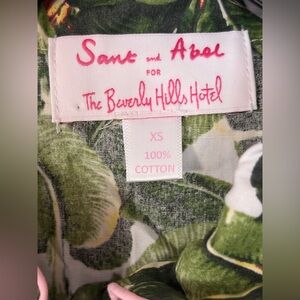 Sant and Abel
FOR
The Beverly Hills Hotel
XS
100%
COTTON